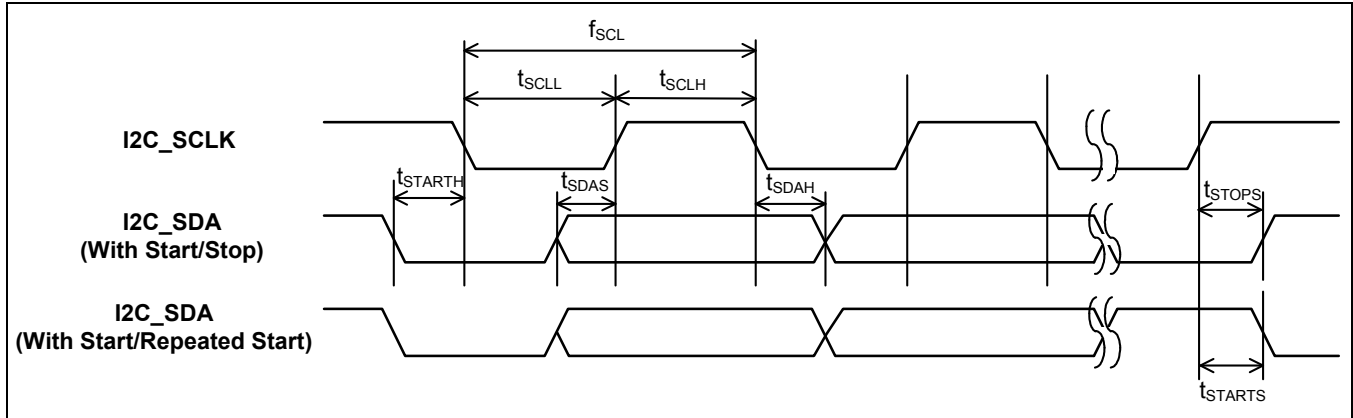 fSCL
tSCLL
tSCLH
I2C_SCLK
tSTARTH
tSDAS
tSDAH
tSTOPS
I2C_SDA
(With Start/Stop)
I2C_SDA
(With Start/Repeated Start)
tSTARTS